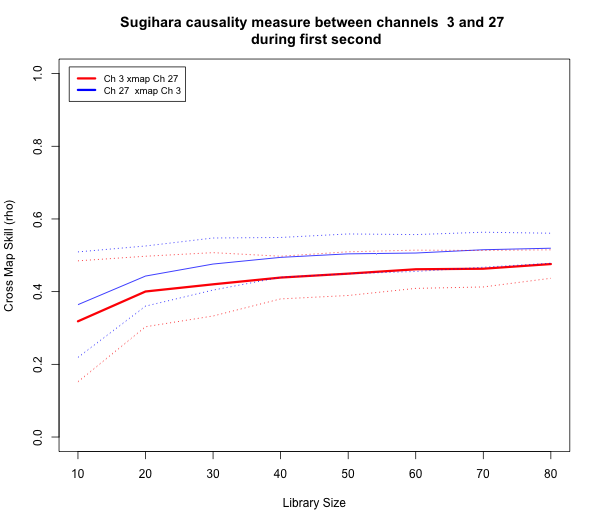 Sugihara causality measure between channels  3 and 27
during first second
Ch 3 xmap Ch 27
Ch 27  xmap Ch 3
Cross Map Skill (rho)
1.0
0.8
0.6
0.4
0.2
0.0
10 20 30 40 50 60 70 80
Library Size